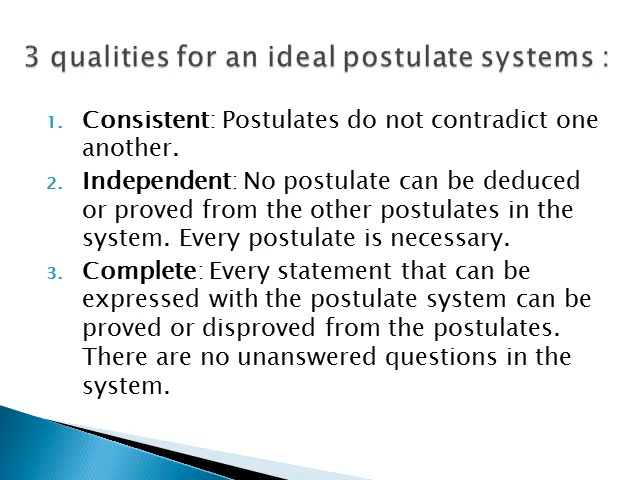 3 qualities for an ideal postulate systems :
1. Consistent: Postulates do not contradict one
another.
2. Independent: No postulate can be deduced
or proved from the other postulates in the
system. Every postulate is necessary.
3. Complete: Every statement that can be
expressed with the postulate system can be
proved or disproved from the postulates.
There are no unanswered questions in the
system.